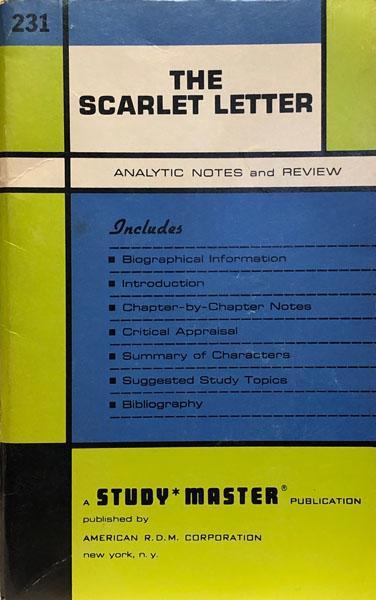 231
THE
SCARLET LETTER
ANALYTIC NOTES and REVIEW
Includes
■ Biographical Information
■ Introduction
■ Chapter-by-Chapter Notes
■ Critical Appraisal
■ Summary of Characters
■ Suggested Study Topics
■ Bibliography
A STUDY*MASTER® PUBLICATION
published by
AMERICAN R.D.M. CORPORATION
new york, n.y.